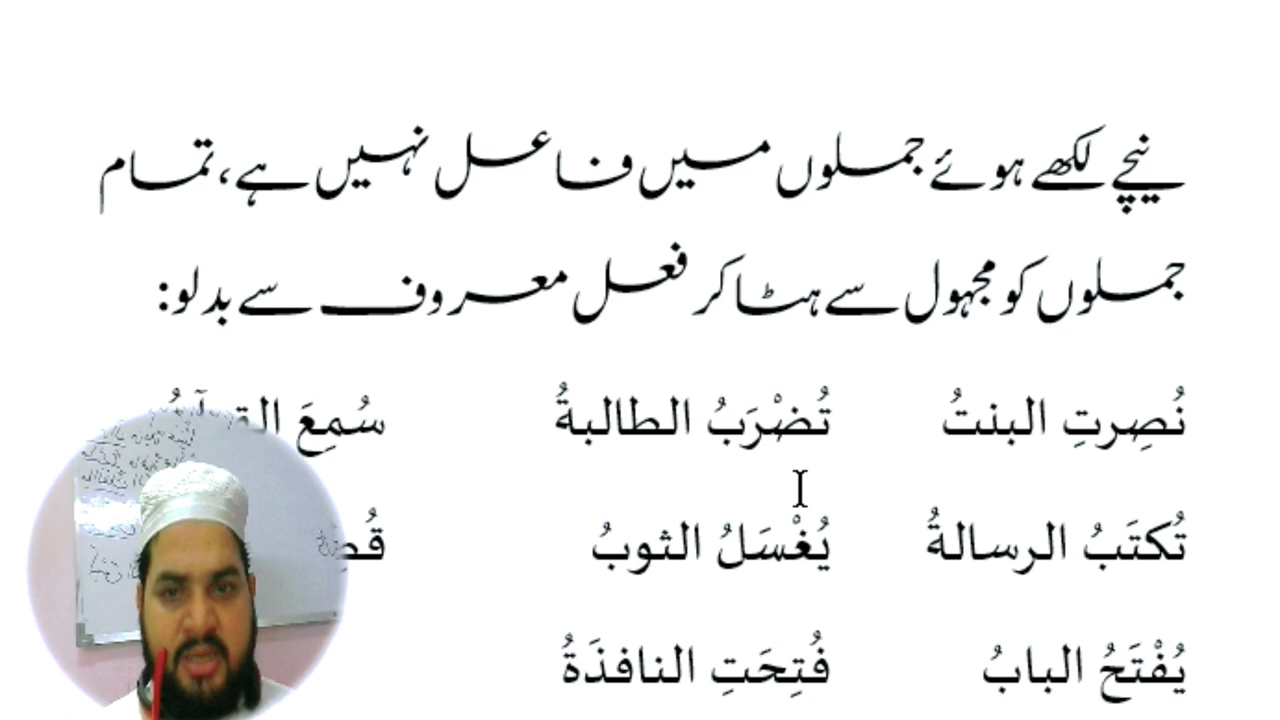 نیچے لکھے ہوئے جملوں میں فاعل نہیں ہے، تمام
جملوں کو مجہول سے ہٹا کر فعل معروف سے بدلو:
نُصِرتِ البنتُ تُضْرَبُ الطالبةُ سُمِعَ
تُكتَبُ الرسالةُ يُغْسَلُ الثوبُ
يُفْتَحُ البابُ فُتِحَتِ النافذَةُ